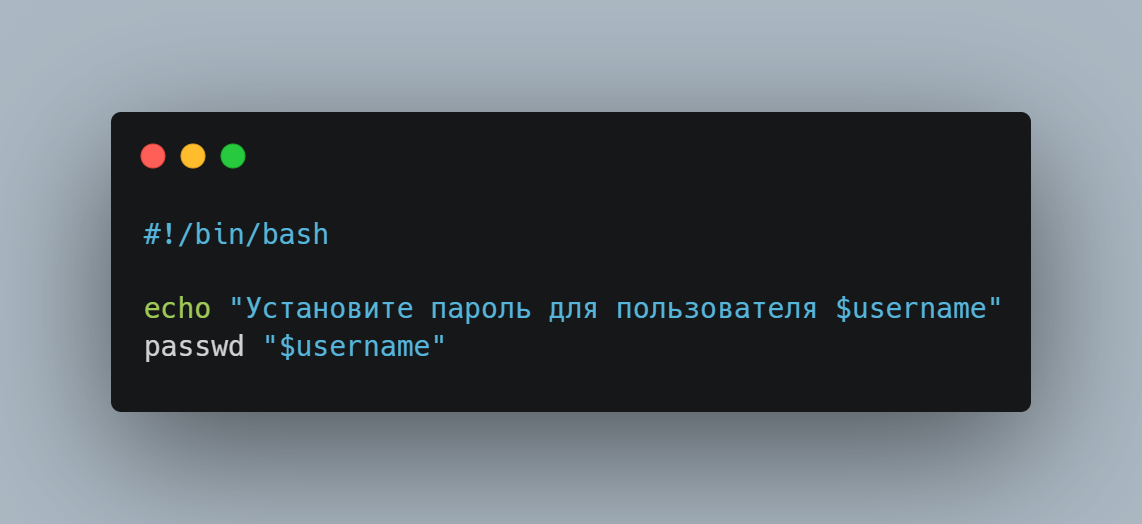 #!/bin/bash
echo "Установите пароль для пользователя $username"
passwd "$username"